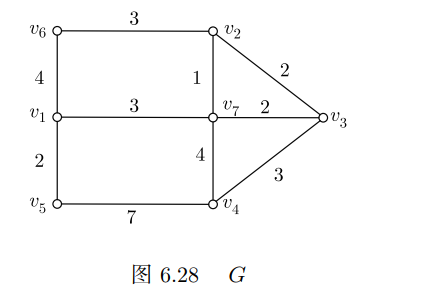 3
v₆ v₂
4 1 2
v₁ 3 v₇ 2 v₃
2 4 3
v₅ v₄
7
图 6.28 G